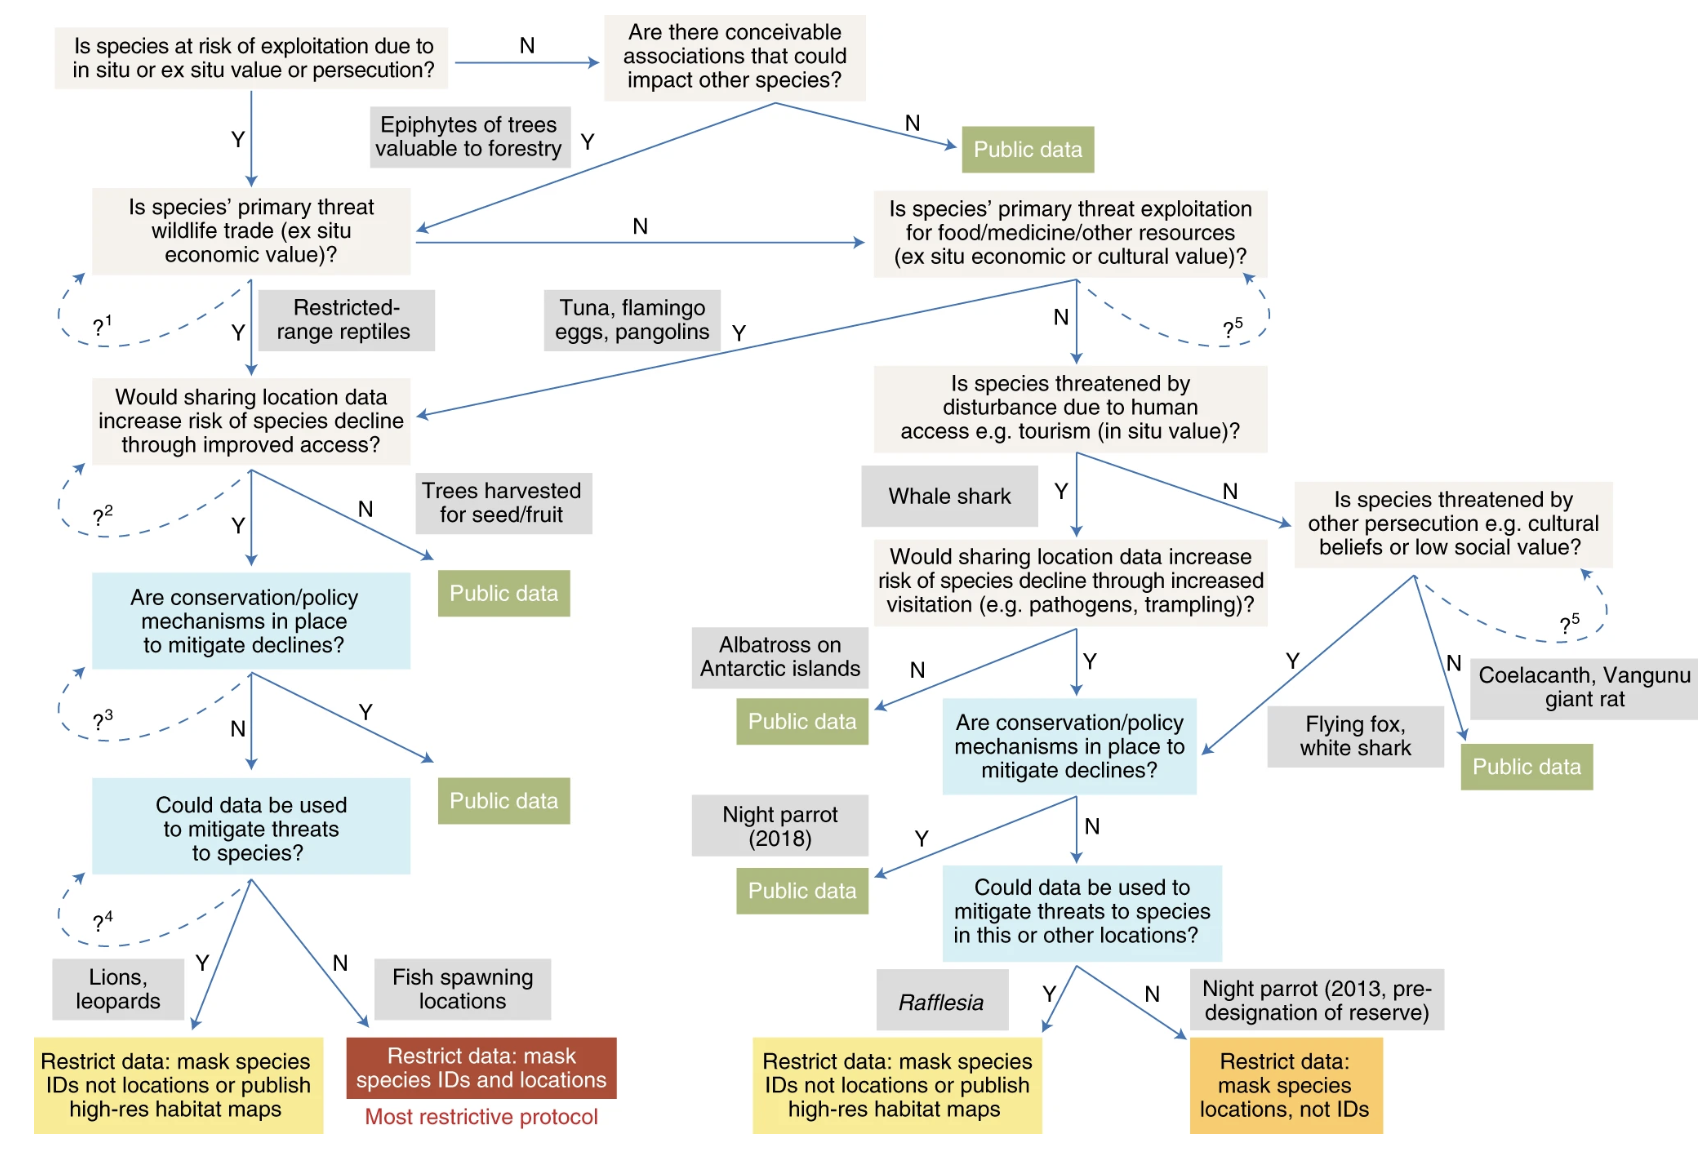 Is species at risk of exploitation due to
in situ or ex situ value or persecution?
N
Are there conceivable
associations that could
impact other species?
Y
Epiphytes of trees
valuable to forestry
Y
N
Public data
Is species’ primary threat
wildlife trade (ex situ
economic value)?
N
Is species’ primary threat exploitation
for food/medicine/other resources
(ex situ economic or cultural value)?
?1
Y
Restricted-
range reptiles
Tuna, flamingo
eggs, pangolins
Y
N
?5
Would sharing location data
increase risk of species decline
through improved access?
Is species threatened by
disturbance due to human
access e.g. tourism (in situ value)?
?2
Y
N
Trees harvested
for seed/fruit
Public data
Whale shark
Y
N
Is species threatened by
other persecution e.g. cultural
beliefs or low social value?
Would sharing location data increase
risk of species decline through increased
visitation (e.g. pathogens, trampling)?
?5
Are conservation/policy
mechanisms in place
to mitigate declines?
Albatross on
Antarctic islands
N
Y
Public data
Y
N
Coelacanth, Vangunu
giant rat
Flying fox,
white shark
Public data
?3
N
Y
Public data
Are conservation/policy
mechanisms in place to
mitigate declines?
Could data be used
to mitigate threats
to species?
Night parrot
(2018)
Y
N
Public data
Could data be used to
mitigate threats to species
in this or other locations?
?4
Lions,
leopards
Y
N
Fish spawning
locations
Rafflesia
Y
N
Night parrot (2013, pre-
designation of reserve)
Restrict data: mask species
IDs not locations or publish
high-res habitat maps
Restrict data: mask
species IDs and locations
Most restrictive protocol
Restrict data: mask species
IDs not locations or publish
high-res habitat maps
Restrict data:
mask species
locations, not IDs